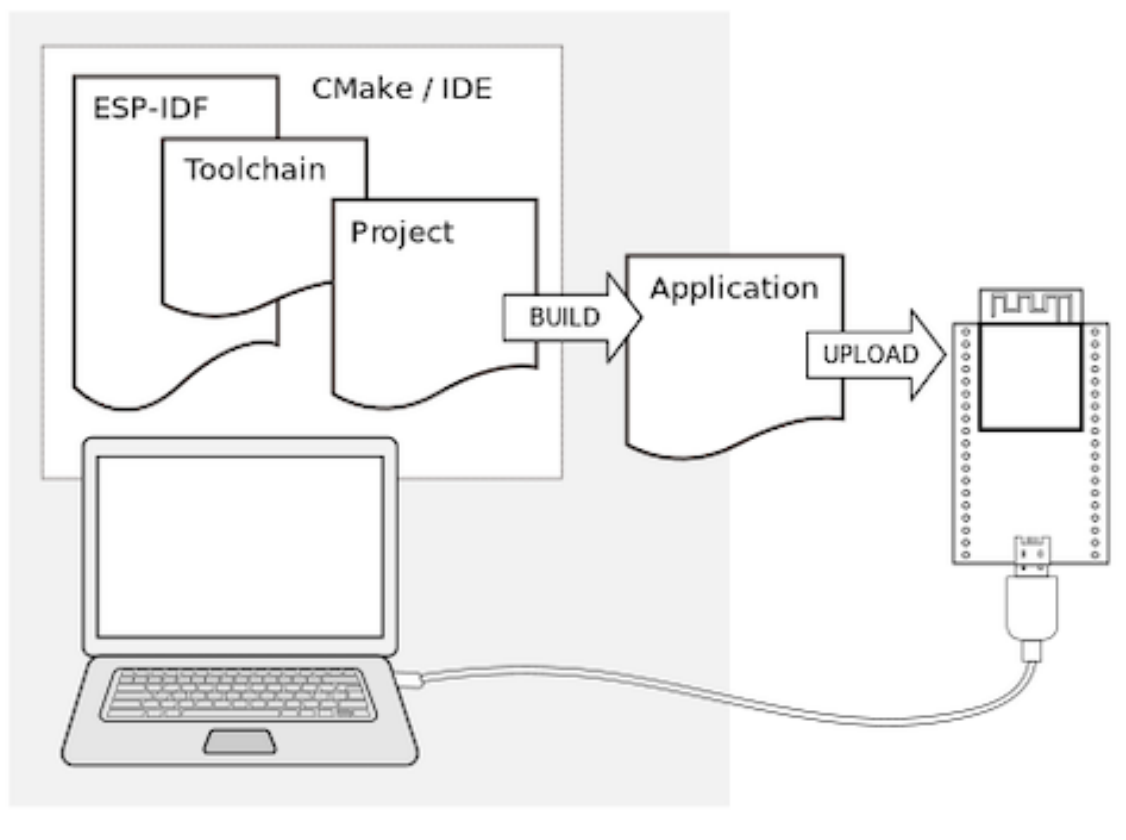 CMake / IDE
ESP-IDF
Toolchain
Project
BUILD
Application
UPLOAD